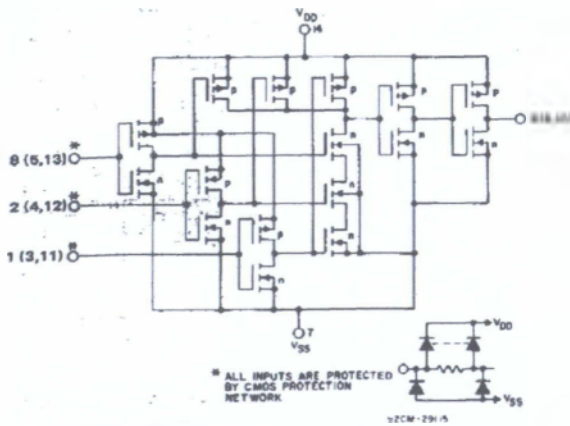 VDD
14
p
p
p
p
p
p
8 (5,13)
*
n
n
n
n
p
2 (4,12)
*
n
n
p
1 (3,11)
*
n
n
7
VSS
* ALL INPUTS ARE PROTECTED
BY CMOS PROTECTION
NETWORK
VDD
VSS